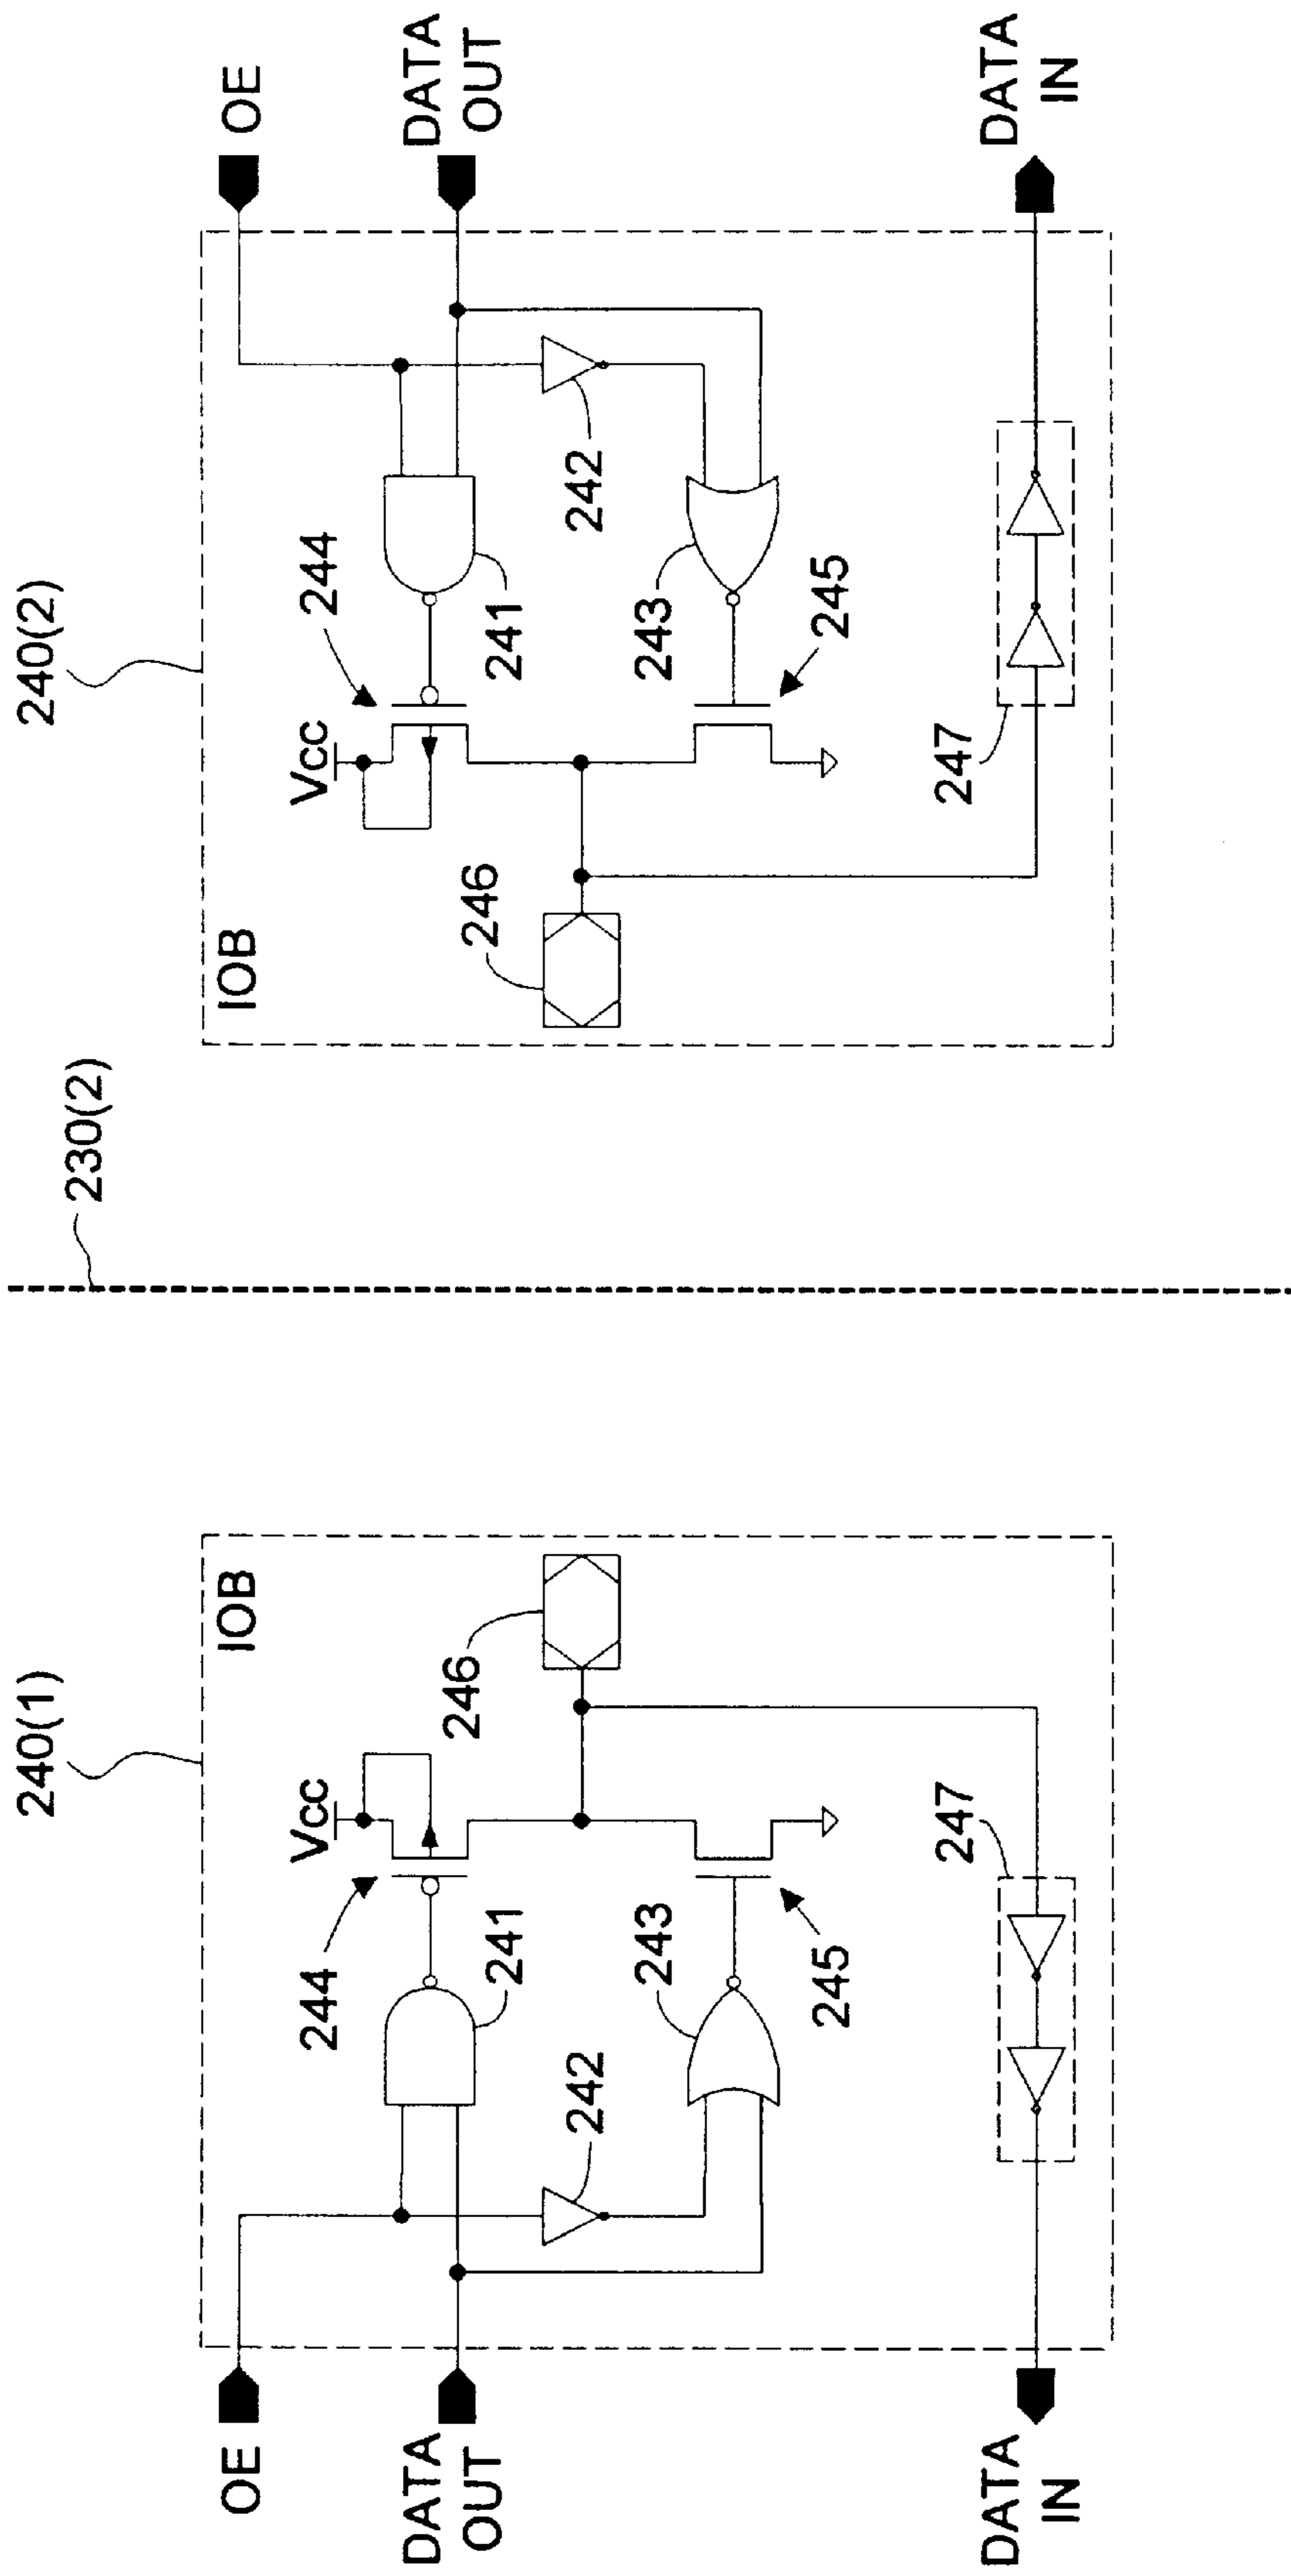 240(1)
230(2)
240(2)
OE
DATA
OUT
DATA
IN
IOB
Vcc
244
241
242
243
245
246
247
IOB
Vcc
244
241
242
243
245
246
247
OE
DATA
OUT
DATA
IN